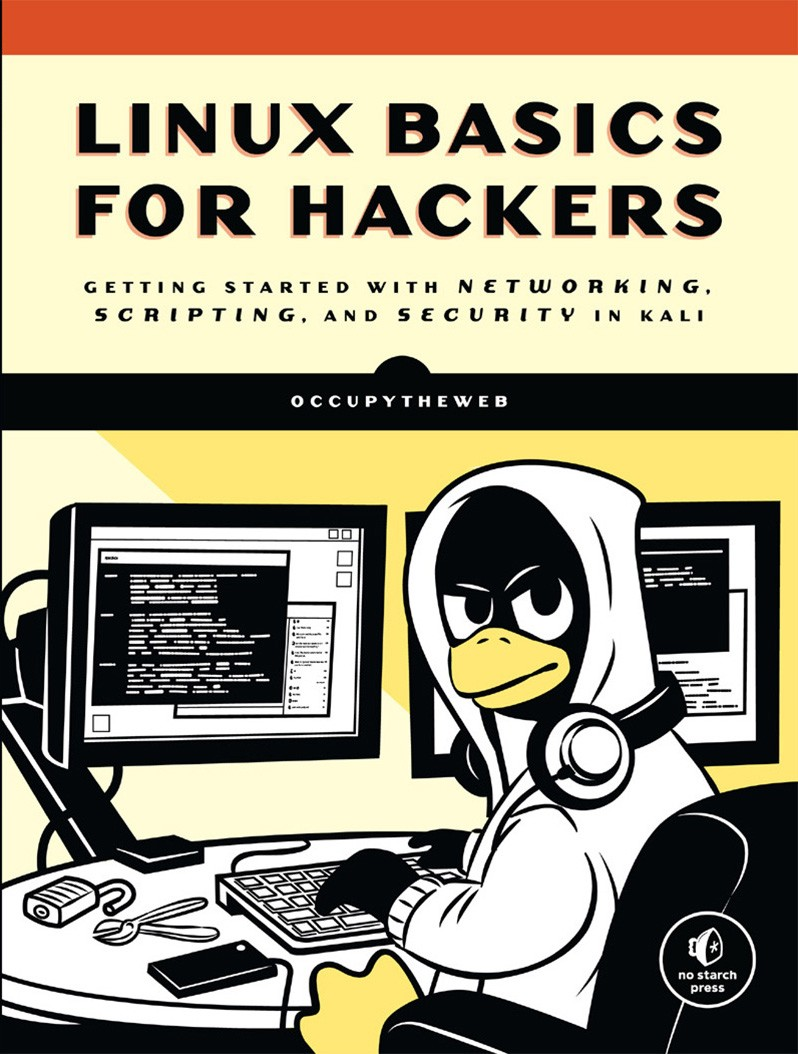 LINUX BASICS
FOR HACKERS
GETTING STARTED WITH NETWORKING,
SCRIPTING, AND SECURITY IN KALI
OCCUPYTHEWEB
no starch
press